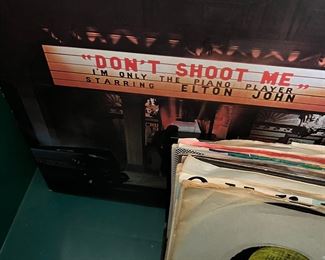 "DON'T SHOOT ME"
I'M ONLY THE PIANO PLAYER"
STARRING ELTON JOHN